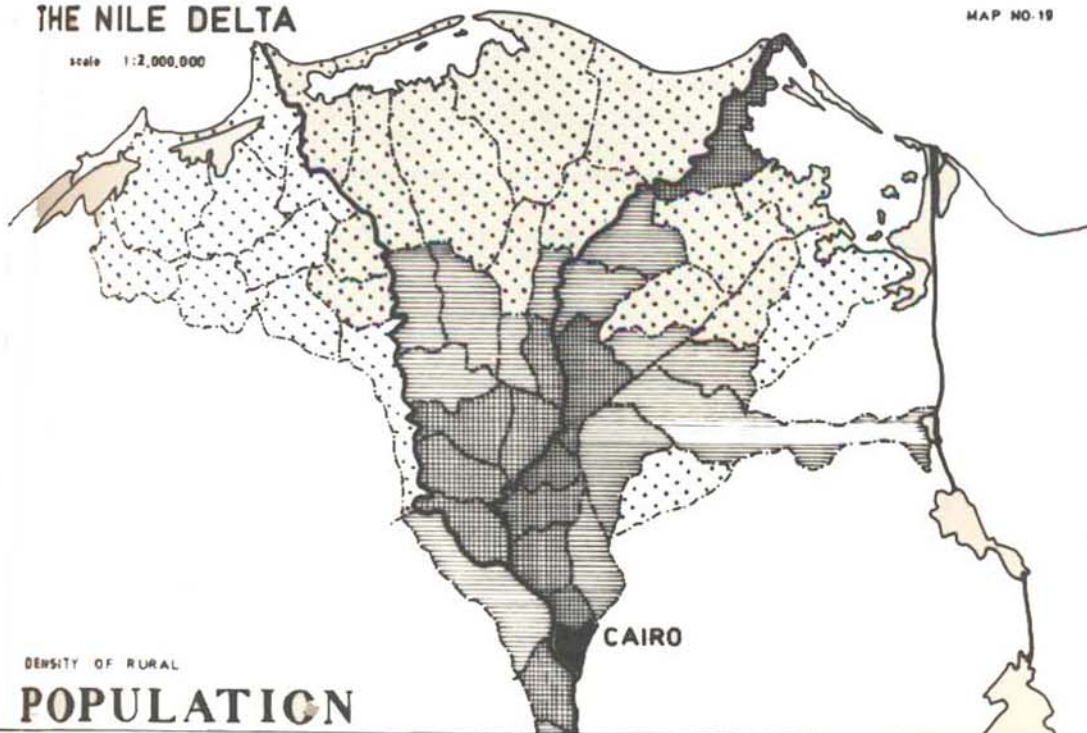 THE NILE DELTA
MAP NO. 19
scale 1:2,000,000
CAIRO
DENSITY OF RURAL
POPULATION